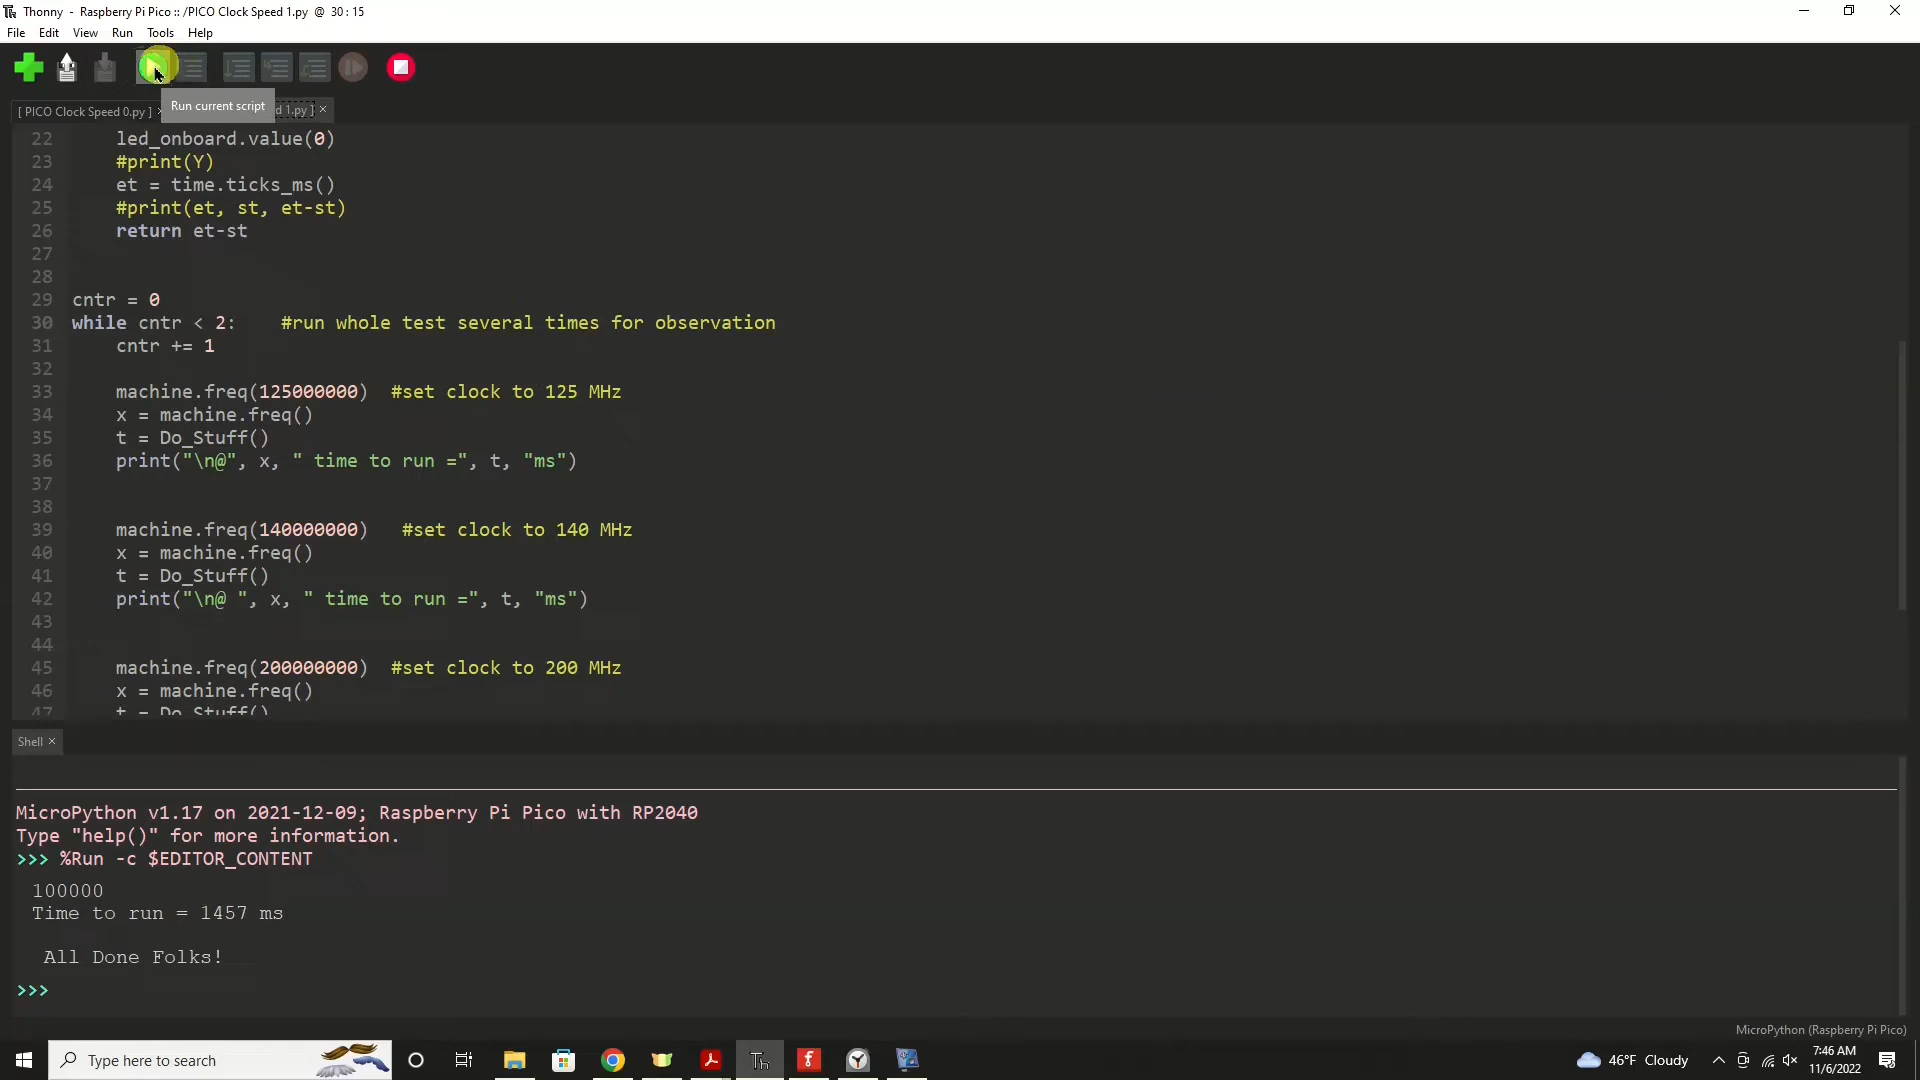 Thonny - Raspberry Pi Pico :: /PICO Clock Speed 1.py @ 30 : 15
File Edit View Run Tools Help
Run current script
[ PICO Clock Speed 0.py ] × d 1.py ] ×
22 led_onboard.value(0)
23 #print(Y)
24 et = time.ticks_ms()
25 #print(et, st, et-st)
26 return et-st
27
28
29 cntr = 0
30 while cntr < 2: #run whole test several times for observation
31 cntr += 1
32
33 machine.freq(125000000) #set clock to 125 MHz
34 x = machine.freq()
35 t = Do_Stuff()
36 print("\n@", x, " time to run =", t, "ms")
37
38
39 machine.freq(140000000) #set clock to 140 MHz
40 x = machine.freq()
41 t = Do_Stuff()
42 print("\n@ ", x, " time to run =", t, "ms")
43
44
45 machine.freq(200000000) #set clock to 200 MHz
46 x = machine.freq()
47 t = Do_Stuff()
Shell ×
MicroPython v1.17 on 2021-12-09; Raspberry Pi Pico with RP2040
Type "help()" for more information.
>>> %Run -c $EDITOR_CONTENT
100000
Time to run = 1457 ms
All Done Folks!
>>>
MicroPython (Raspberry Pi Pico)
Type here to search
46°F Cloudy
7:46 AM
11/6/2022